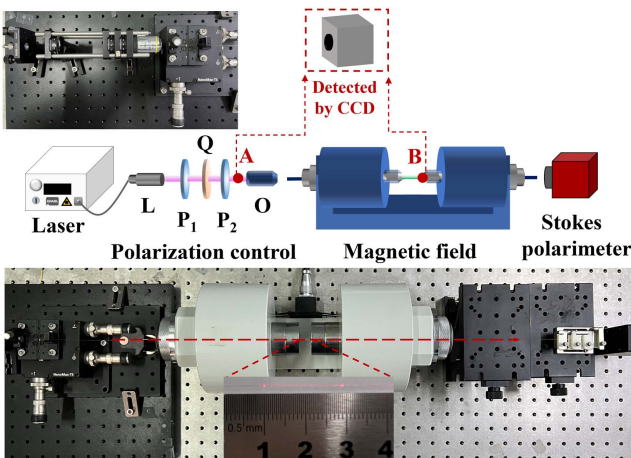 Detected
by CCD
Q
A
B
L
P1
P2
O
Laser
Polarization control
Magnetic field
Stokes
polarimeter
0.5 mm
1 2 3 4